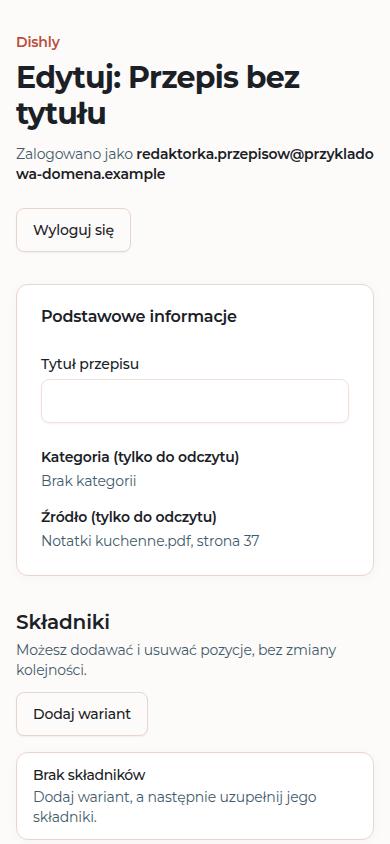 Dishly
Edytuj: Przepis bez
tytułu
Zalogowano jako redaktorka.przepisow@przyklado
wa-domena.example
Wyloguj się
Podstawowe informacje
Tytuł przepisu
Kategoria (tylko do odczytu)
Brak kategorii
Źródło (tylko do odczytu)
Notatki kuchenne.pdf, strona 37
Składniki
Możesz dodawać i usuwać pozycje, bez zmiany
kolejności.
Dodaj wariant
Brak składników
Dodaj wariant, a następnie uzupełnij jego
składniki.